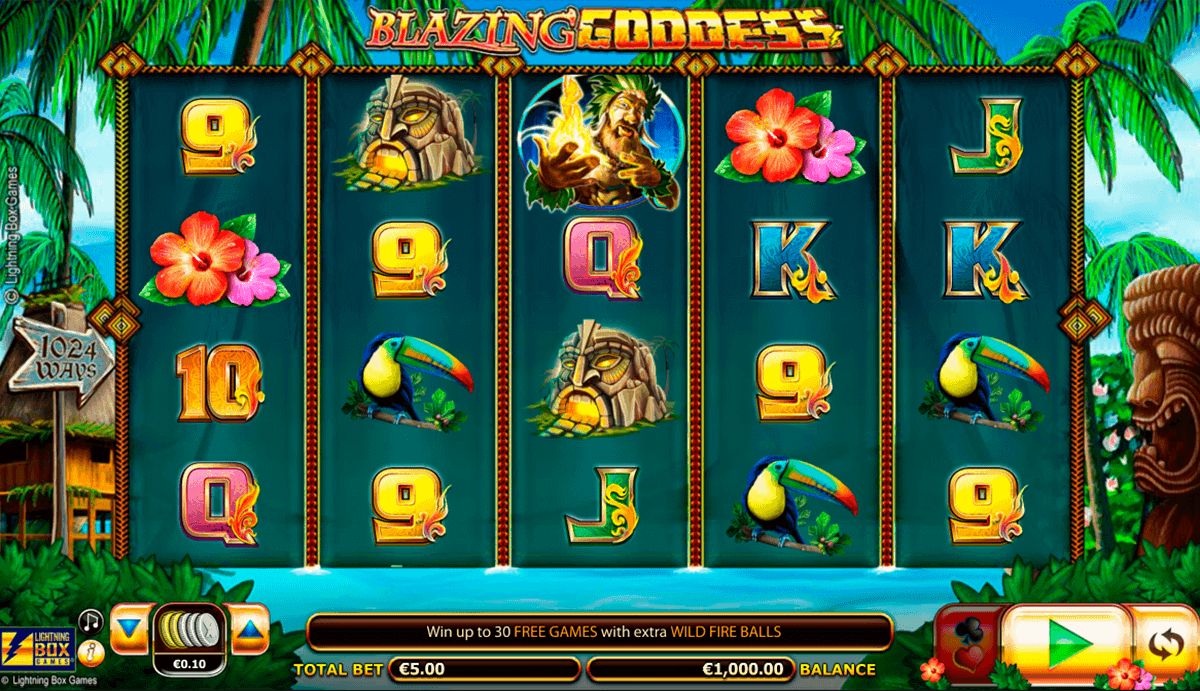 BLAZING GODDESS
© Lightning Box Games
9
J
9
Q
K
K
1024
WAYS
10
9
Q
9
J
9
Win up to 30 FREE GAMES with extra WILD FIRE BALLS
LIGHTNING
BOX
GAMES
€0.10
TOTAL BET €5.00 €1,000.00 BALANCE
© Lightning Box Games